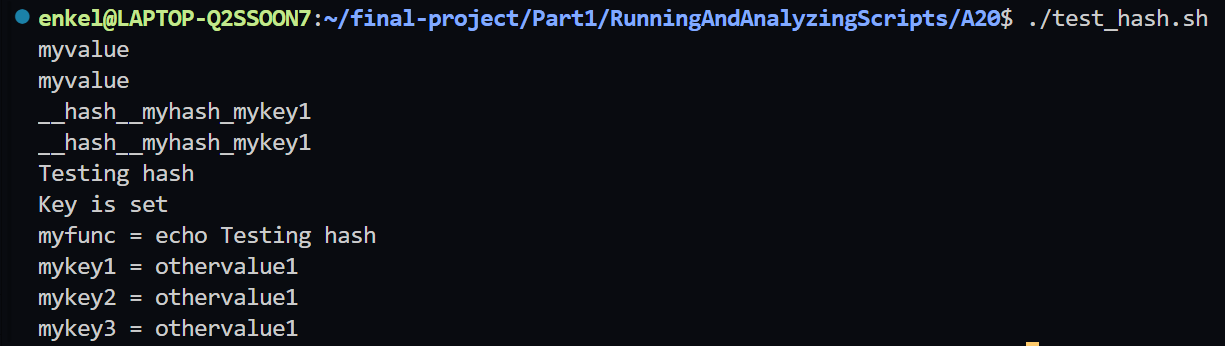 enkel@LAPTOP-Q2SSOON7:~/final-project/Part1/RunningAndAnalyzingScripts/A20$ ./test_hash.sh
myvalue
myvalue
__hash__myhash_mykey1
__hash__myhash_mykey1
Testing hash
Key is set
myfunc = echo Testing hash
mykey1 = othervalue1
mykey2 = othervalue1
mykey3 = othervalue1